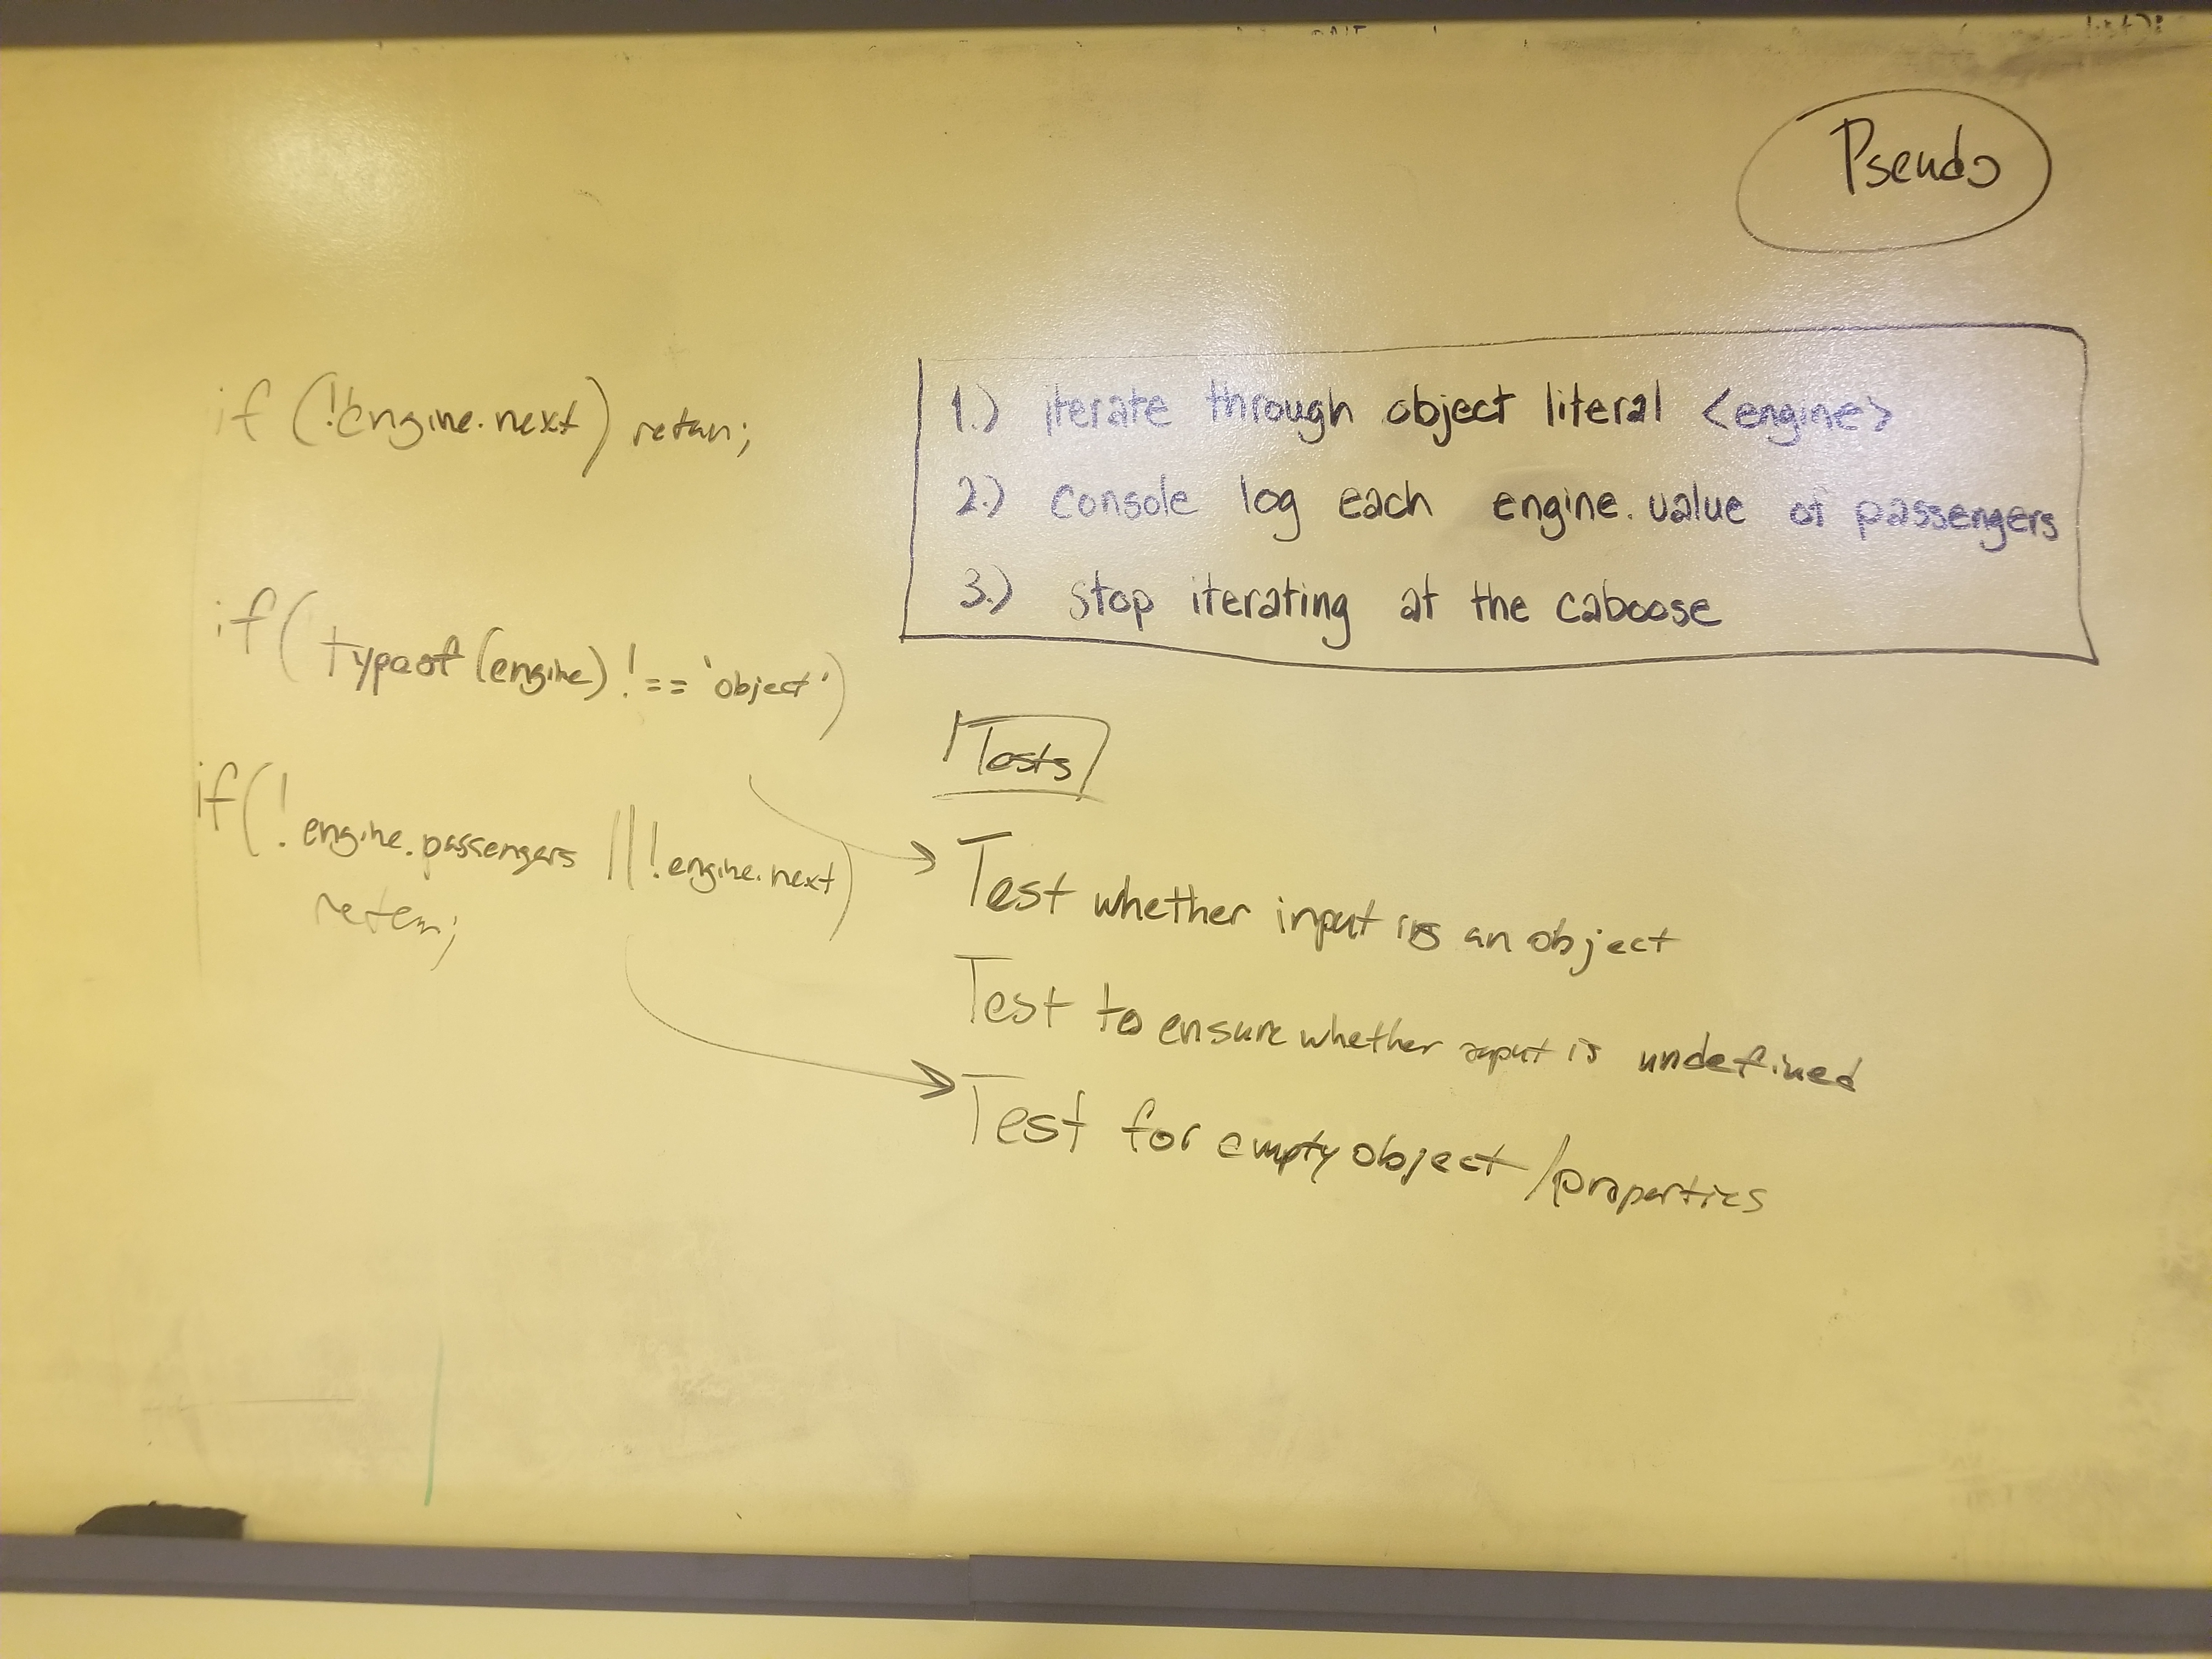 Pseudo
if (!engine.next) return;
if( typeof (engine) !== 'object')
if( ! engine.passengers || !engine.next)
return;
1.) iterate through object literal <engine>
2.) console log each engine.value of passengers
3.) stop iterating at the caboose
Tests
Test whether input is an object
Test to ensure whether input is undefined
Test for empty object /properties